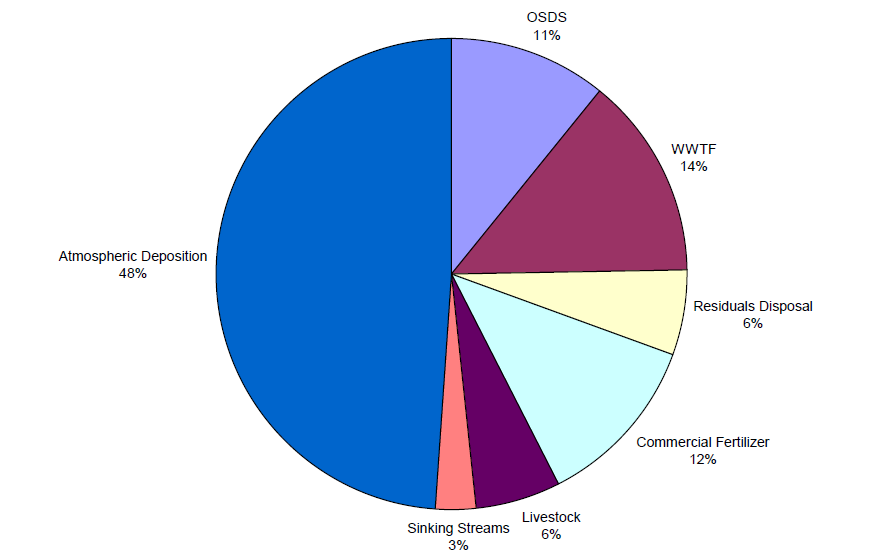 OSDS
11%
WWTF
14%
Atmospheric Deposition
48%
Residuals Disposal
6%
Commercial Fertilizer
12%
Livestock
6%
Sinking Streams
3%